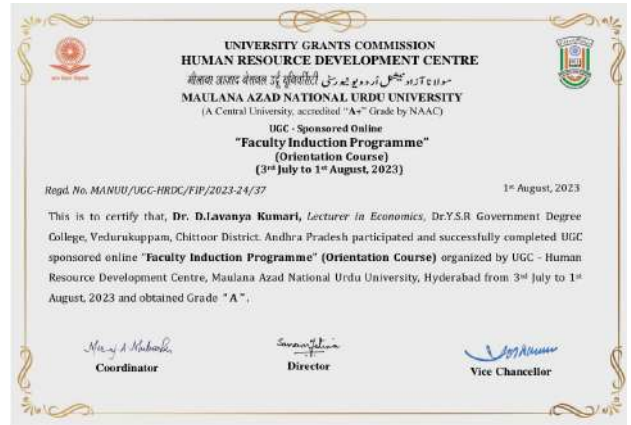 UNIVERSITY GRANTS COMMISSION
HUMAN RESOURCE DEVELOPMENT CENTRE
मौलाना आज़ाद नेशनल उर्दू यूनिवर्सिटी مولانا آزاد نیشنل اُردو یونیورسٹی
MAULANA AZAD NATIONAL URDU UNIVERSITY
(A Central University, accredited "A+" Grade by NAAC)
UGC - Sponsored Online
"Faculty Induction Programme"
(Orientation Course)
(3rd July to 1st August, 2023)
Regd. No. MANUU/UGC-HRDC/FIP/2023-24/37
1st August, 2023
This is to certify that, Dr. D.Lavanya Kumari, Lecturer in Economics, Dr.Y.S.R Government Degree
College, Vedurukuppam, Chittoor District. Andhra Pradesh participated and successfully completed UGC
sponsored online "Faculty Induction Programme" (Orientation Course) organized by UGC - Human
Resource Development Centre, Maulana Azad National Urdu University, Hyderabad from 3rd July to 1st
August, 2023 and obtained Grade "A".
Coordinator
Director
Vice Chancellor